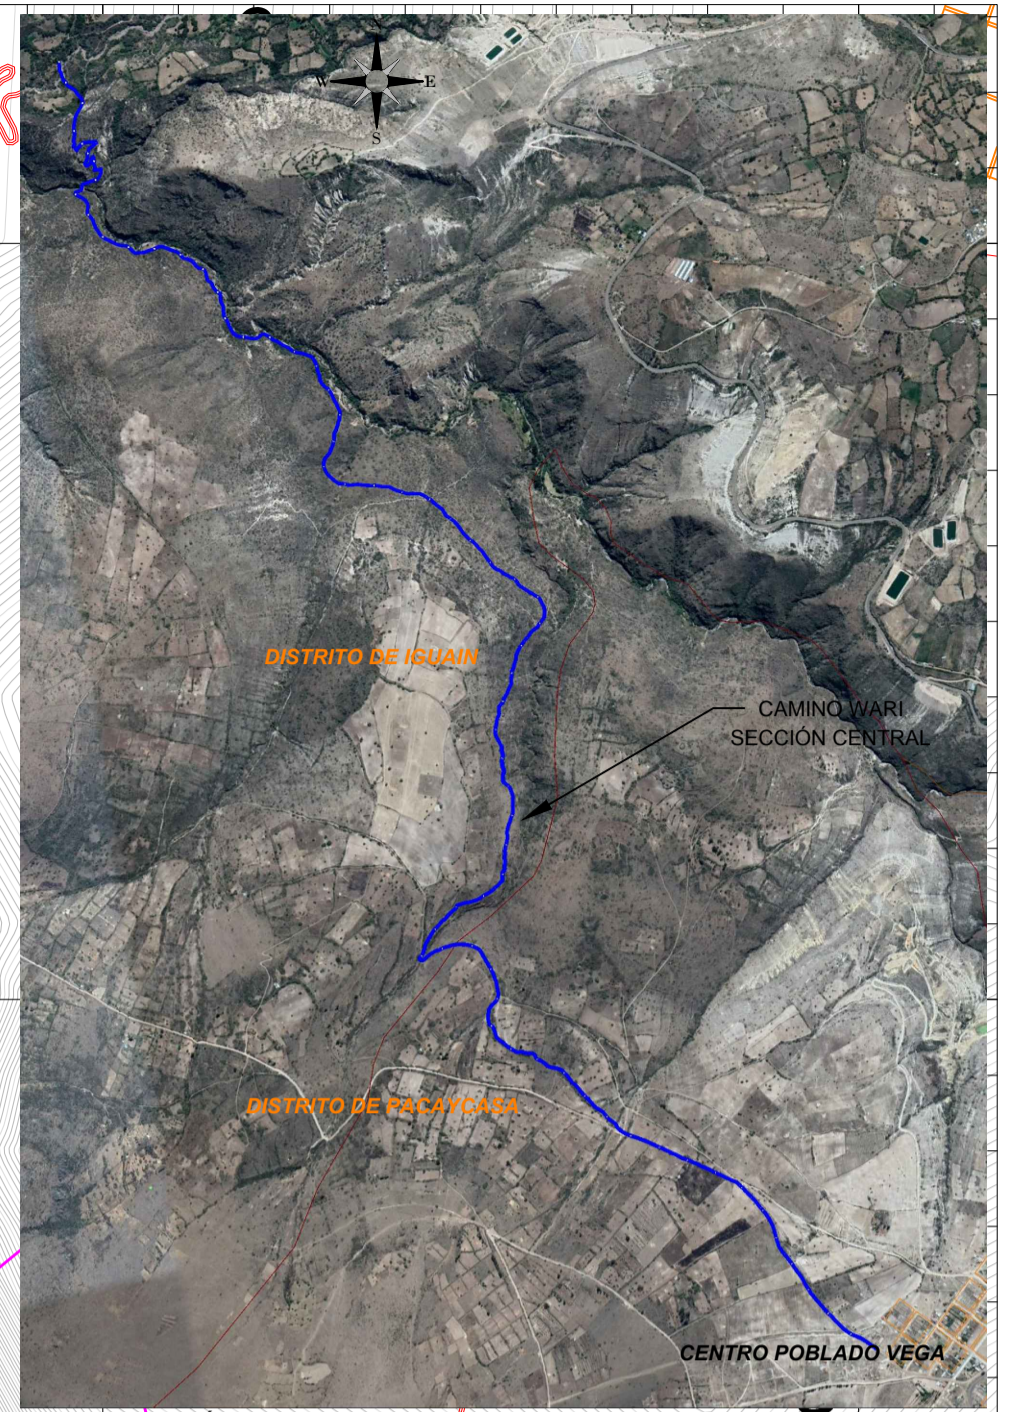 W E
S
DISTRITO DE IGUAIN
CAMINO WARI
SECCIÓN CENTRAL
DISTRITO DE PACAYCASA
CENTRO POBLADO VEGA